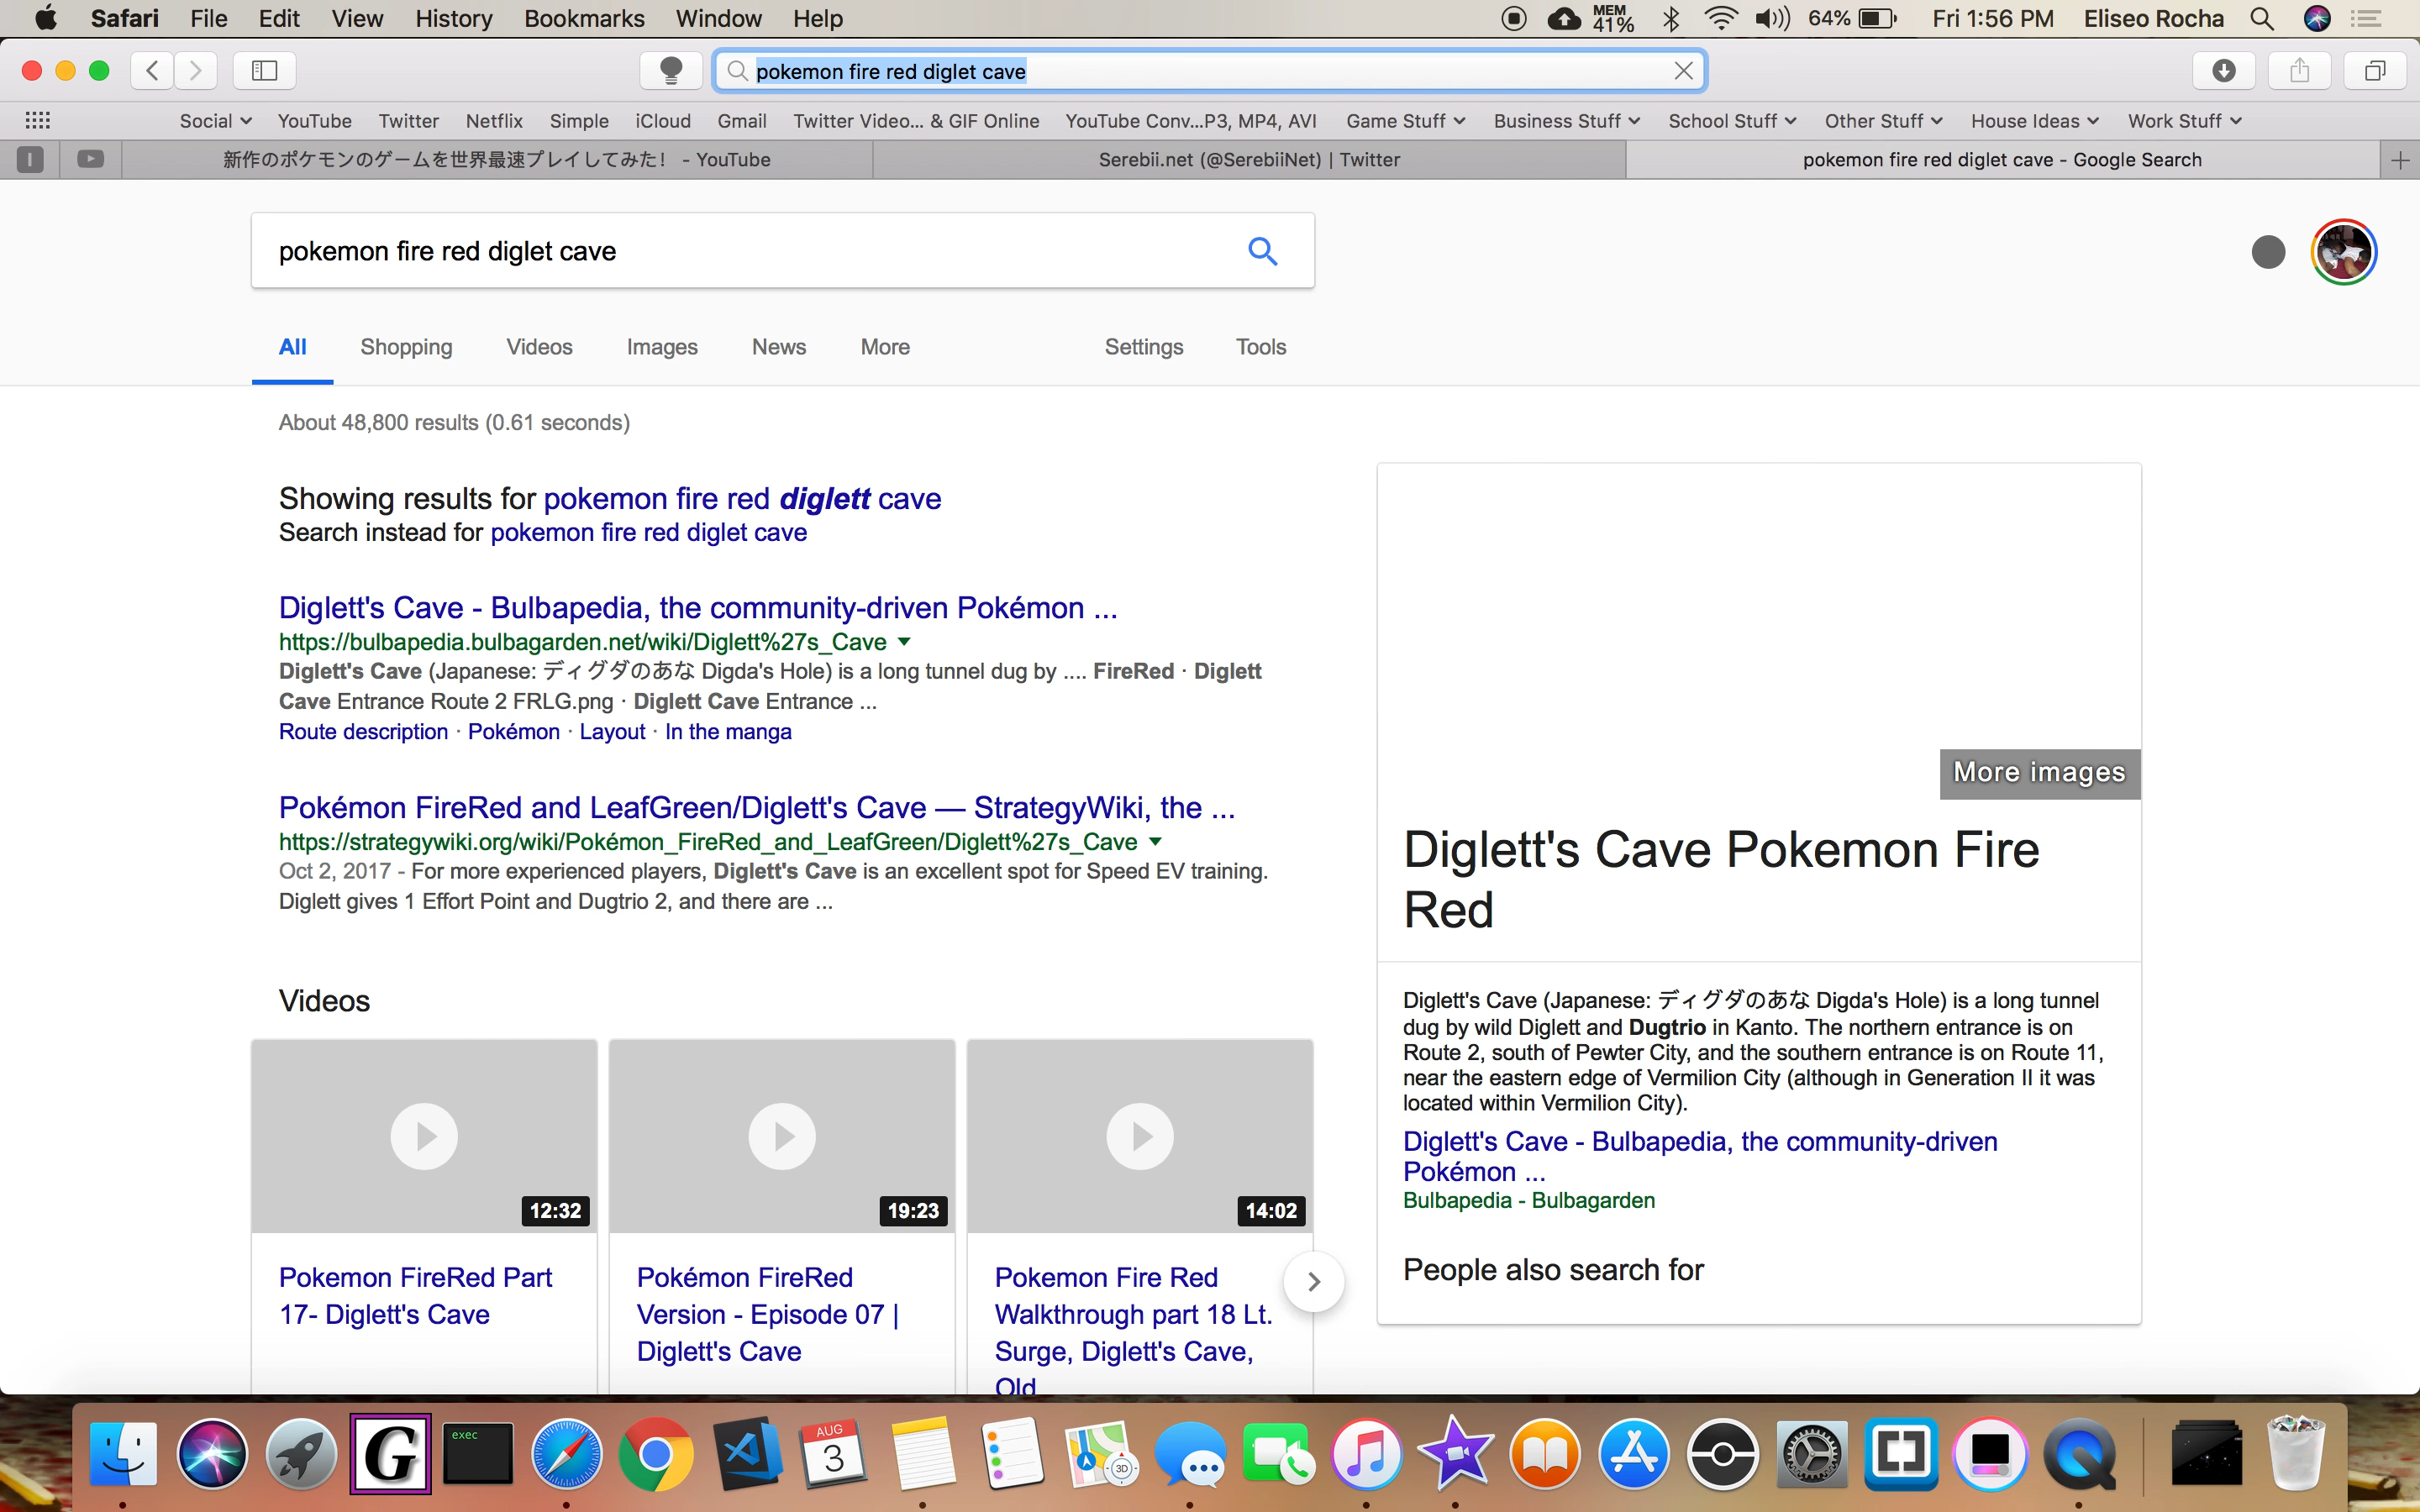 Safari File Edit View History Bookmarks Window Help MEM 41% 64% Fri 1:56 PM Eliseo Rocha
pokemon fire red diglet cave
Social YouTube Twitter Netflix Simple iCloud Gmail Twitter Video... & GIF Online YouTube Conv...P3, MP4, AVI Game Stuff Business Stuff School Stuff Other Stuff House Ideas Work Stuff
I 新作のポケモンのゲームを世界最速プレイしてみた！ - YouTube Serebii.net (@SerebiiNet) | Twitter pokemon fire red diglet cave - Google Search
pokemon fire red diglet cave
All Shopping Videos Images News More Settings Tools
About 48,800 results (0.61 seconds)
Showing results for pokemon fire red diglett cave
Search instead for pokemon fire red diglet cave
Diglett's Cave - Bulbapedia, the community-driven Pokémon ...
https://bulbapedia.bulbagarden.net/wiki/Diglett%27s_Cave
Diglett's Cave (Japanese: ディグダのあな Digda's Hole) is a long tunnel dug by .... FireRed · Diglett
Cave Entrance Route 2 FRLG.png · Diglett Cave Entrance ...
Route description · Pokémon · Layout · In the manga
Pokémon FireRed and LeafGreen/Diglett's Cave — StrategyWiki, the ...
https://strategywiki.org/wiki/Pokémon_FireRed_and_LeafGreen/Diglett%27s_Cave
Oct 2, 2017 - For more experienced players, Diglett's Cave is an excellent spot for Speed EV training.
Diglett gives 1 Effort Point and Dugtrio 2, and there are ...
Videos
12:32
Pokemon FireRed Part
17- Diglett's Cave
19:23
Pokémon FireRed
Version - Episode 07 |
Diglett's Cave
14:02
Pokemon Fire Red
Walkthrough part 18 Lt.
Surge, Diglett's Cave,
Old
More images
Diglett's Cave Pokemon Fire
Red
Diglett's Cave (Japanese: ディグダのあな Digda's Hole) is a long tunnel
dug by wild Diglett and Dugtrio in Kanto. The northern entrance is on
Route 2, south of Pewter City, and the southern entrance is on Route 11,
near the eastern edge of Vermilion City (although in Generation II it was
located within Vermilion City).
Diglett's Cave - Bulbapedia, the community-driven
Pokémon ...
Bulbapedia - Bulbagarden
People also search for
G exec AUG 3 3D